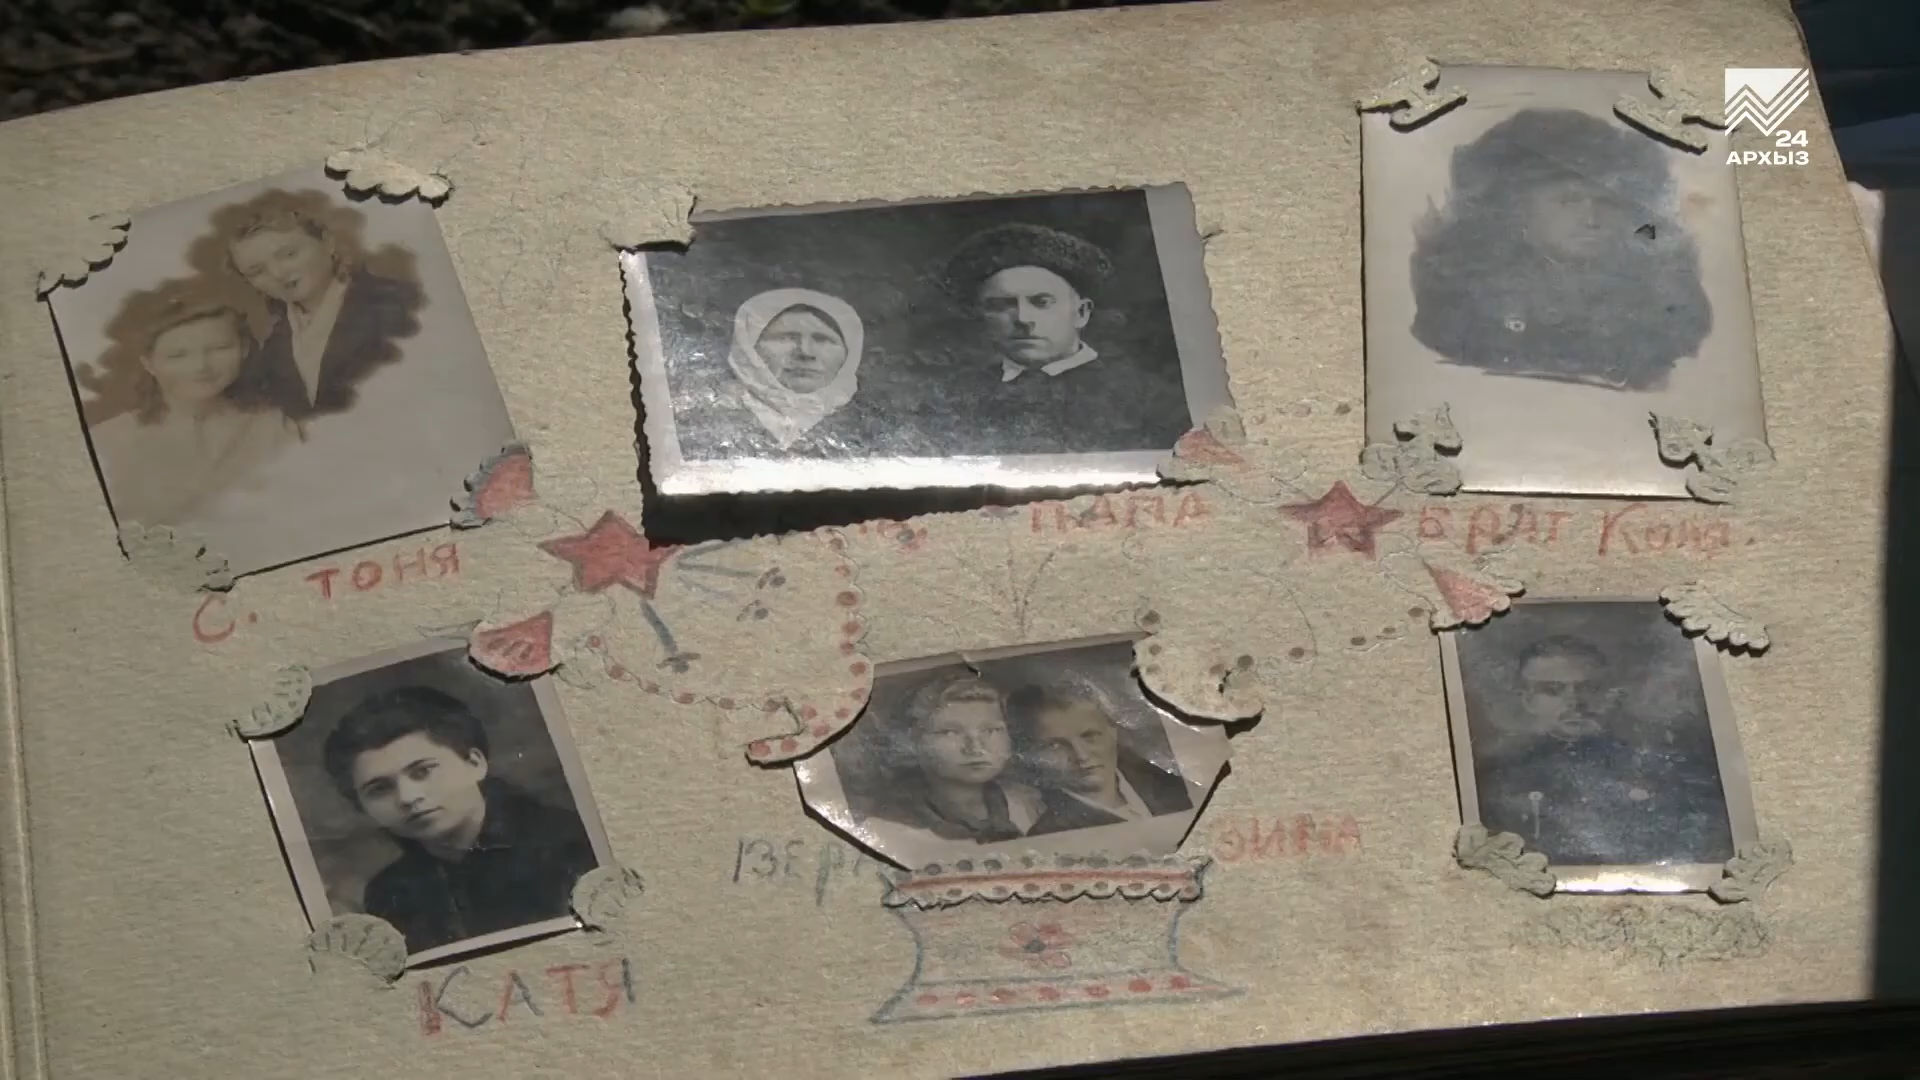 24
АРХЫЗ
ПАПА
БРАТ КОЛЯ.
С. ТОНЯ
ЗИНА
КАТЯ